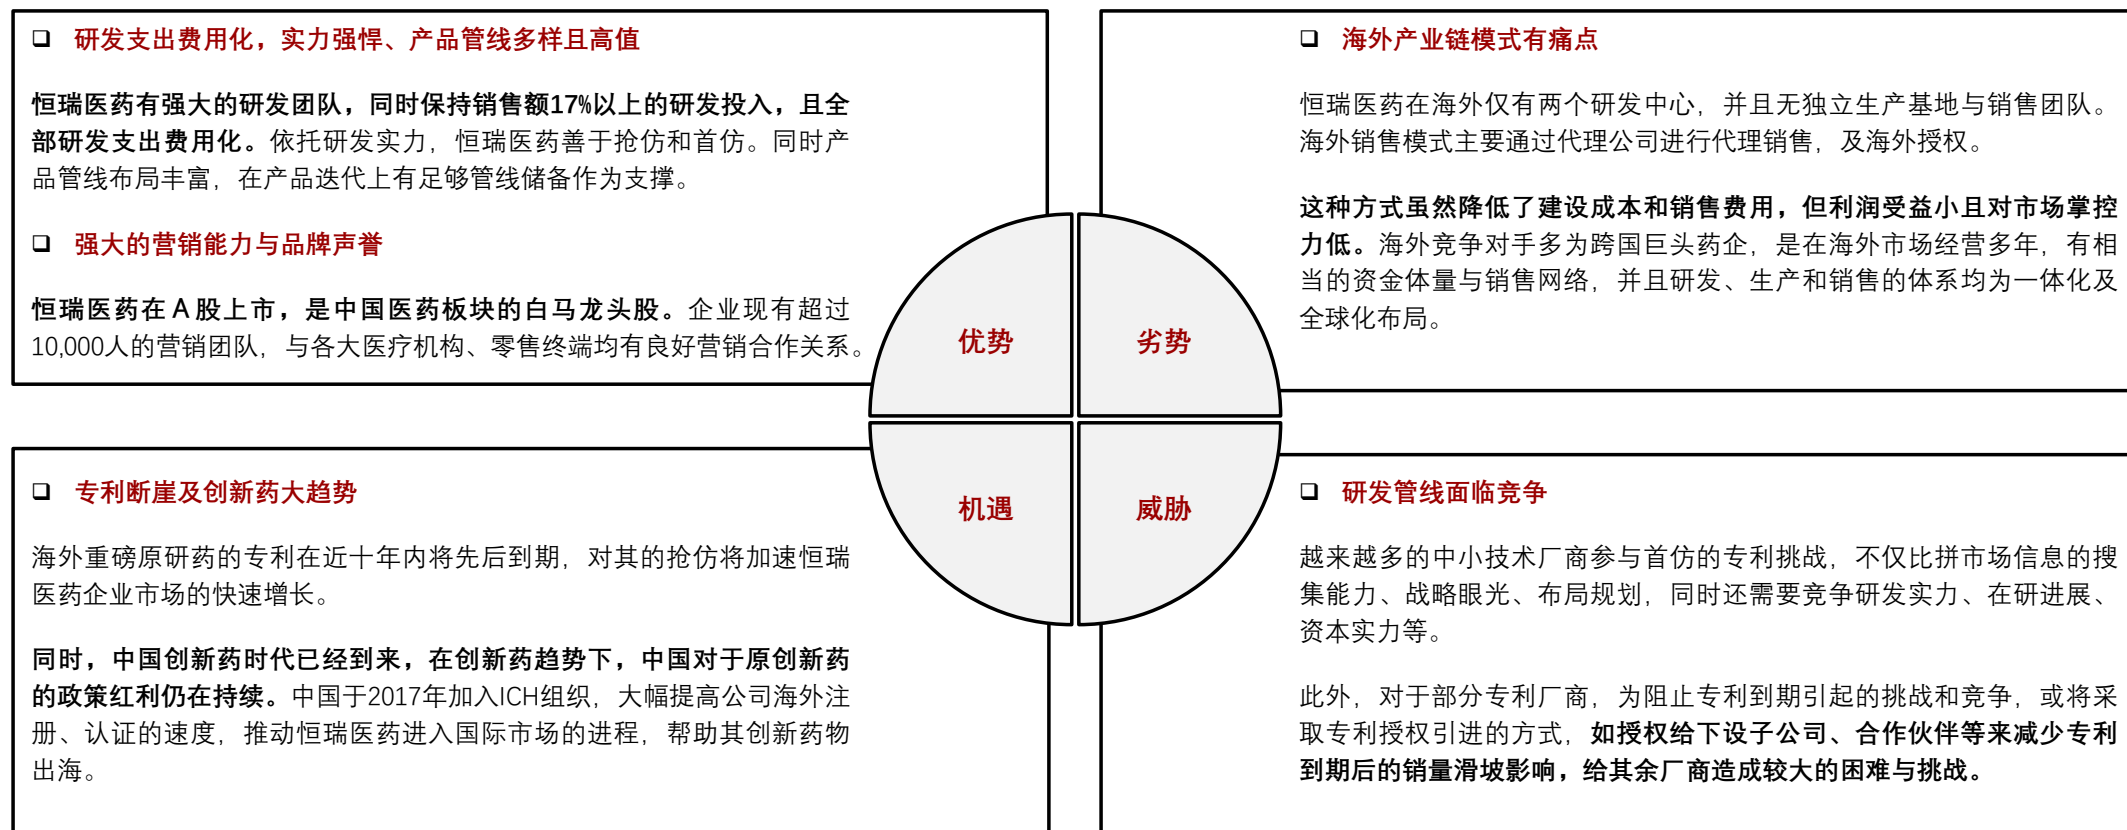 研发支出费用化，实力强悍、产品管线多样且高值
恒瑞医药有强大的研发团队，同时保持销售额17%以上的研发投入，且全
部研发支出费用化。依托研发实力，恒瑞医药善于抢仿和首仿。同时产
品管线布局丰富，在产品迭代上有足够管线储备作为支撑。
强大的营销能力与品牌声誉
恒瑞医药在A股上市，是中国医药板块的白马龙头股。企业现有超过
10,000人的营销团队，与各大医疗机构、零售终端均有良好营销合作关系。
海外产业链模式有痛点
恒瑞医药在海外仅有两个研发中心，并且无独立生产基地与销售团队。
海外销售模式主要通过代理公司进行代理销售，及海外授权。
这种方式虽然降低了建设成本和销售费用，但利润受益小且对市场掌控
力低。海外竞争对手多为跨国巨头药企，是在海外市场经营多年，有相
当的资金体量与销售网络，并且研发、生产和销售的体系均为一体化及
全球化布局。
优势
劣势
机遇
威胁
专利断崖及创新药大趋势
海外重磅原研药的专利在近十年内将先后到期，对其的抢仿将加速恒瑞
医药企业市场的快速增长。
同时，中国创新药时代已经到来，在创新药趋势下，中国对于原创新药
的政策红利仍在持续。中国于2017年加入ICH组织，大幅提高公司海外注
册、认证的速度，推动恒瑞医药进入国际市场的进程，帮助其创新药物
出海。
研发管线面临竞争
越来越多的中小技术厂商参与首仿的专利挑战，不仅比拼市场信息的搜
集能力、战略眼光、布局规划，同时还需要竞争研发实力、在研进展、
资本实力等。
此外，对于部分专利厂商，为阻止专利到期引起的挑战和竞争，或将采
取专利授权引进的方式，如授权给下设子公司、合作伙伴等来减少专利
到期后的销量滑坡影响，给其余厂商造成较大的困难与挑战。